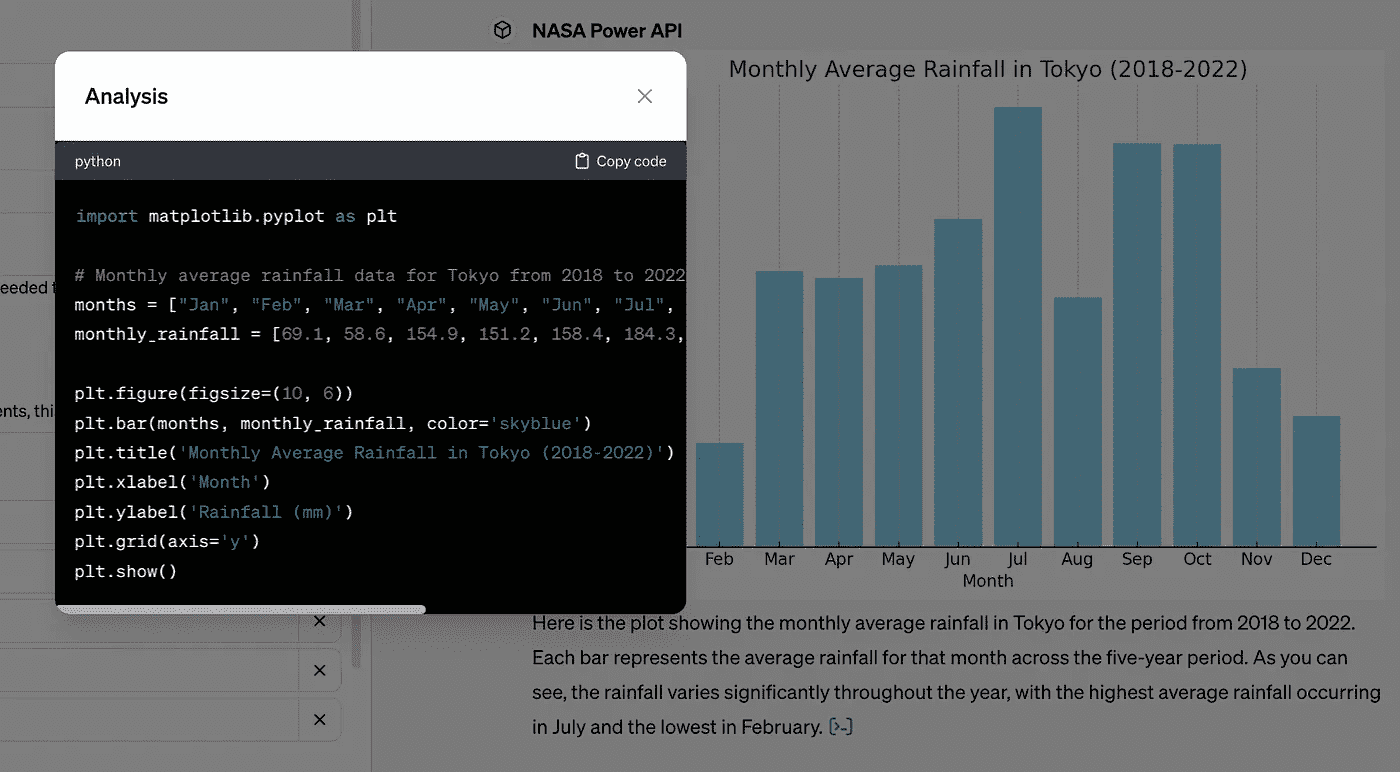 NASA Power API
Analysis
python
Copy code
import matplotlib.pyplot as plt
# Monthly average rainfall data for Tokyo from 2018 to 2022
months = ["Jan", "Feb", "Mar", "Apr", "May", "Jun", "Jul",
monthly_rainfall = [69.1, 58.6, 154.9, 151.2, 158.4, 184.3,
plt.figure(figsize=(10, 6))
plt.bar(months, monthly_rainfall, color='skyblue')
plt.title('Monthly Average Rainfall in Tokyo (2018-2022)')
plt.xlabel('Month')
plt.ylabel('Rainfall (mm)')
plt.grid(axis='y')
plt.show()
eeded
ents, thi
Monthly Average Rainfall in Tokyo (2018-2022)
Feb Mar Apr May Jun Jul Aug Sep Oct Nov Dec
Month
Here is the plot showing the monthly average rainfall in Tokyo for the period from 2018 to 2022.
Each bar represents the average rainfall for that month across the five-year period. As you can
see, the rainfall varies significantly throughout the year, with the highest average rainfall occurring
in July and the lowest in February.